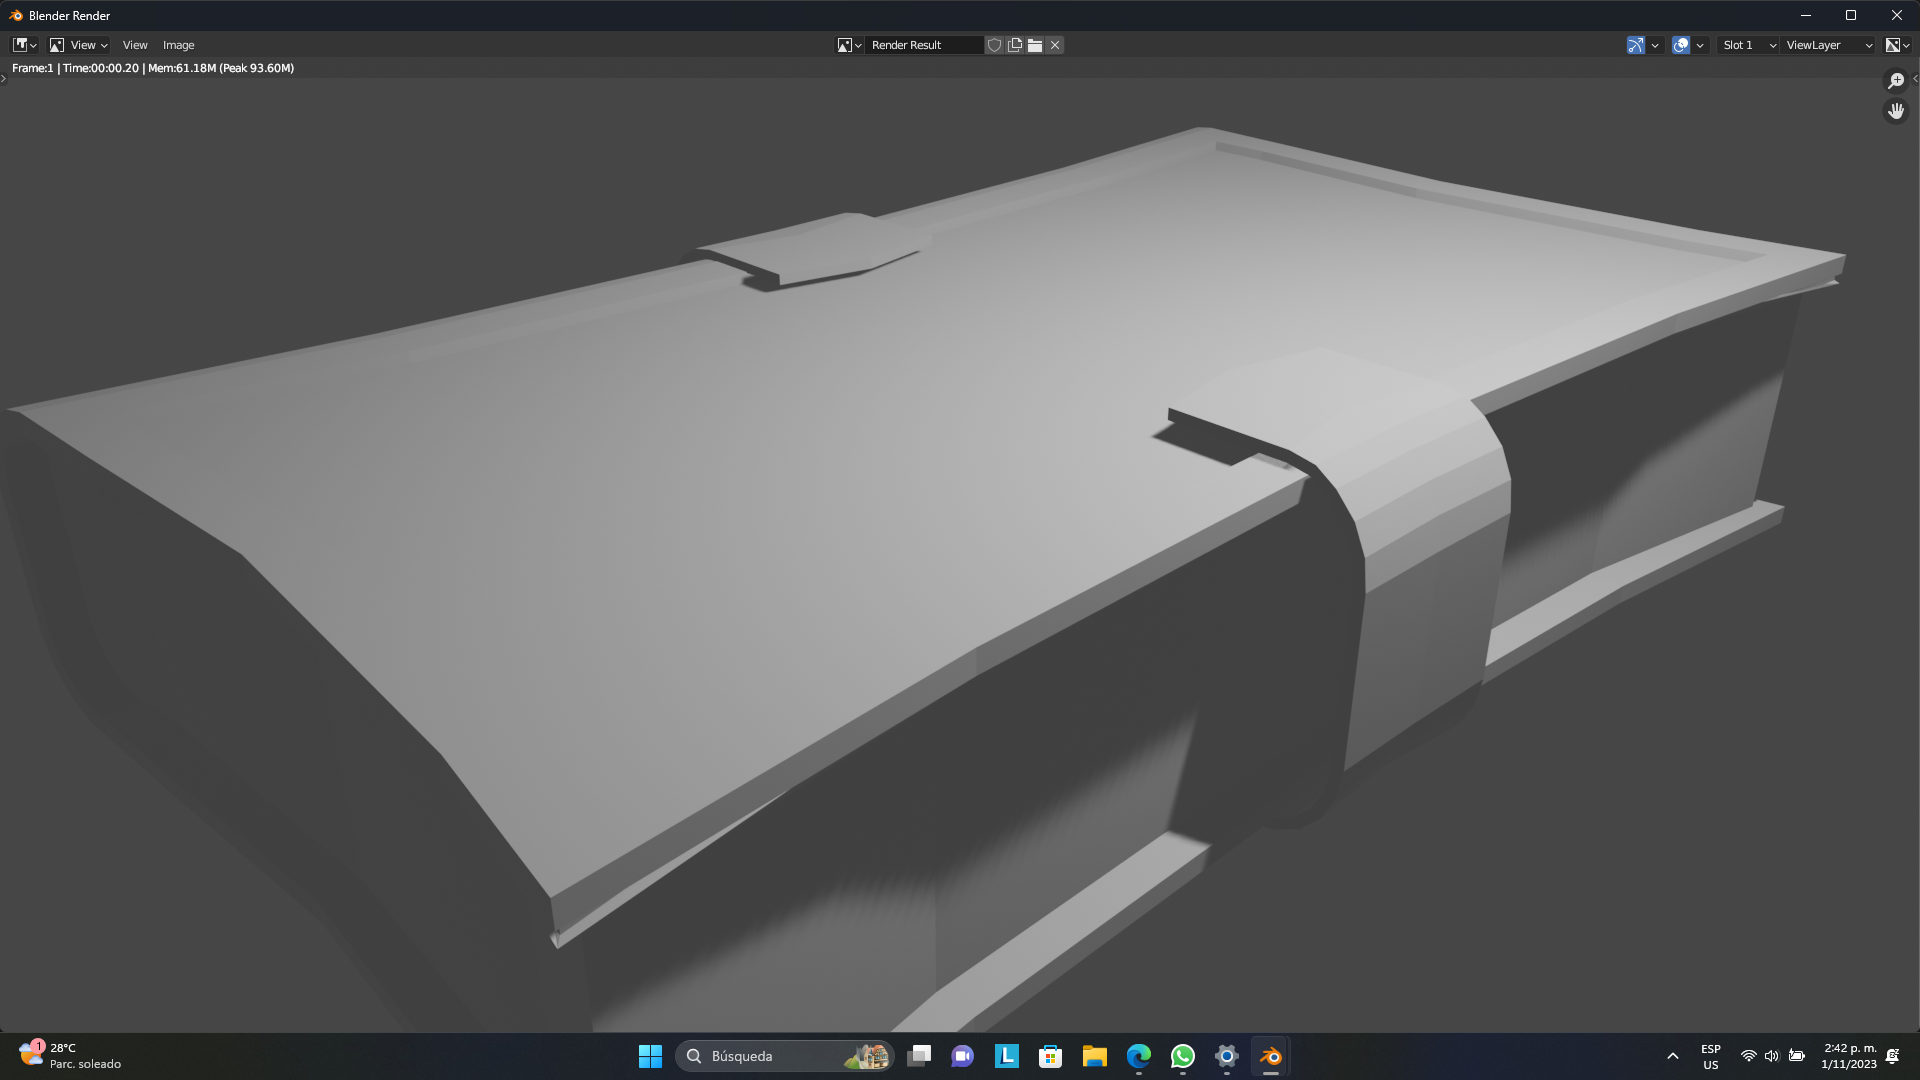 Blender Render
View View Image Render Result Slot 1 ViewLayer
Frame:1 | Time:00:00.20 | Mem:61.18M (Peak 93.60M)
1
28°C
Parc. soleado
Búsqueda
L
ESP
US
2:42 p. m.
1/11/2023